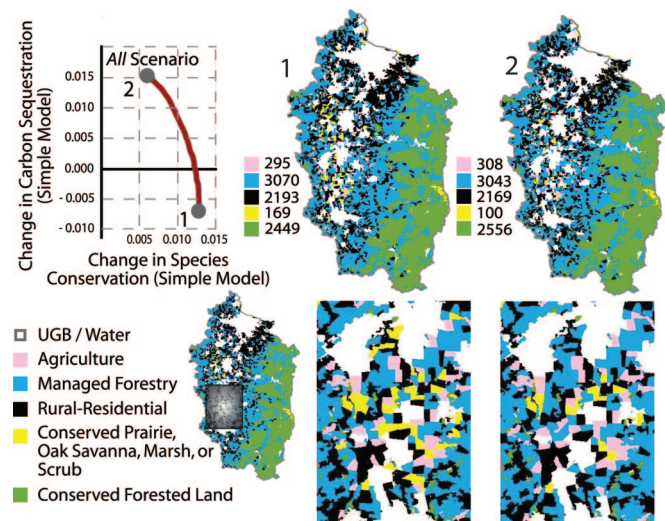 All Scenario
2
1
0.015
0.015
0.005
0.000
-0.005
-0.010
0.005
0.010
0.015
Change in Carbon Sequestration
(Simple Model)
Change in Species
Conservation (Simple Model)
1
295
3070
2193
169
2449
2
308
3043
2169
100
2556
UGB / Water
Agriculture
Managed Forestry
Rural-Residential
Conserved Prairie,
Oak Savanna, Marsh, or
Scrub
Conserved Forested Land